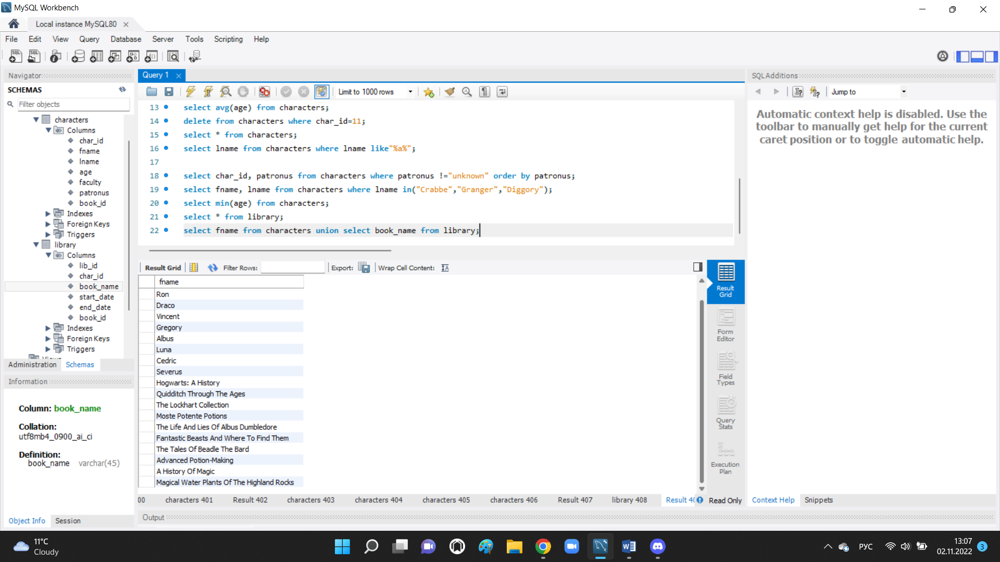 MySQL Workbench
Local instance MySQL80
File Edit View Query Database Server Tools Scripting Help
Navigator
SCHEMAS
Filter objects
characters
Columns
char_id
fname
lname
age
faculty
patronus
book_id
Indexes
Foreign Keys
Triggers
library
Columns
lib_id
char_id
book_name
start_date
end_date
book_id
Indexes
Foreign Keys
Triggers
Administration Schemas
Information
Column: book_name
Collation:
utf8mb4_0900_ai_ci
Definition:
book_name varchar(45)
Object Info Session
Query 1
Limit to 1000 rows
13 select avg(age) from characters;
14 delete from characters where char_id=11;
15 select * from characters;
16 select lname from characters where lname like"%a%";
17
18 select char_id, patronus from characters where patronus !="unknown" order by patronus;
19 select fname, lname from characters where lname in("Crabbe","Granger","Diggory");
20 select min(age) from characters;
21 select * from library;
22 select fname from characters union select book_name from library;
Result Grid Filter Rows: Export: Wrap Cell Content:
fname
Ron
Draco
Vincent
Gregory
Albus
Luna
Cedric
Severus
Hogwarts: A History
Quidditch Through The Ages
The Lockhart Collection
Moste Potente Potions
The Life And Lies Of Albus Dumbledore
Fantastic Beasts And Where To Find Them
The Tales Of Beadle The Bard
Advanced Potion-Making
A History Of Magic
Magical Water Plants Of The Highland Rocks
Result
Grid
Form
Editor
Field
Types
Query
Stats
Execution
Plan
00 characters 401 Result 402 characters 403 characters 404 characters 405 characters 406 Result 407 library 408 Result 40 Read Only
Output
SQLAdditions
Jump to
Automatic context help is disabled. Use the
toolbar to manually get help for the current
caret position or to toggle automatic help.
Context Help Snippets
11°C
Cloudy
РУС
13:07
02.11.2022
3